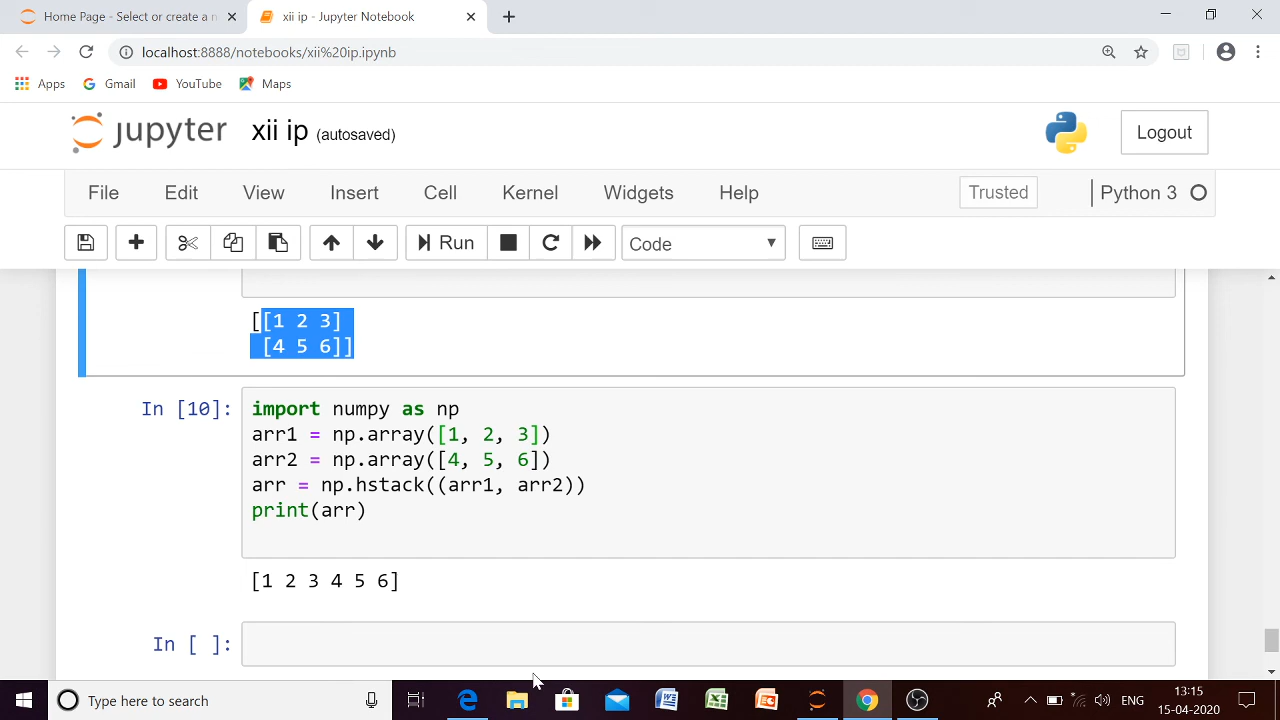 Home Page - Select or create a n
xii ip - Jupyter Notebook
localhost:8888/notebooks/xii%20ip.ipynb
Apps Gmail YouTube Maps
jupyter xii ip (autosaved)
Logout
File Edit View Insert Cell Kernel Widgets Help
Trusted
Python 3
Run
Code
[[1 2 3]
 [4 5 6]]
In [10]:
import numpy as np
arr1 = np.array([1, 2, 3])
arr2 = np.array([4, 5, 6])
arr = np.hstack((arr1, arr2))
print(arr)
[1 2 3 4 5 6]
In [ ]:
Type here to search
ENG
13:15
15-04-2020